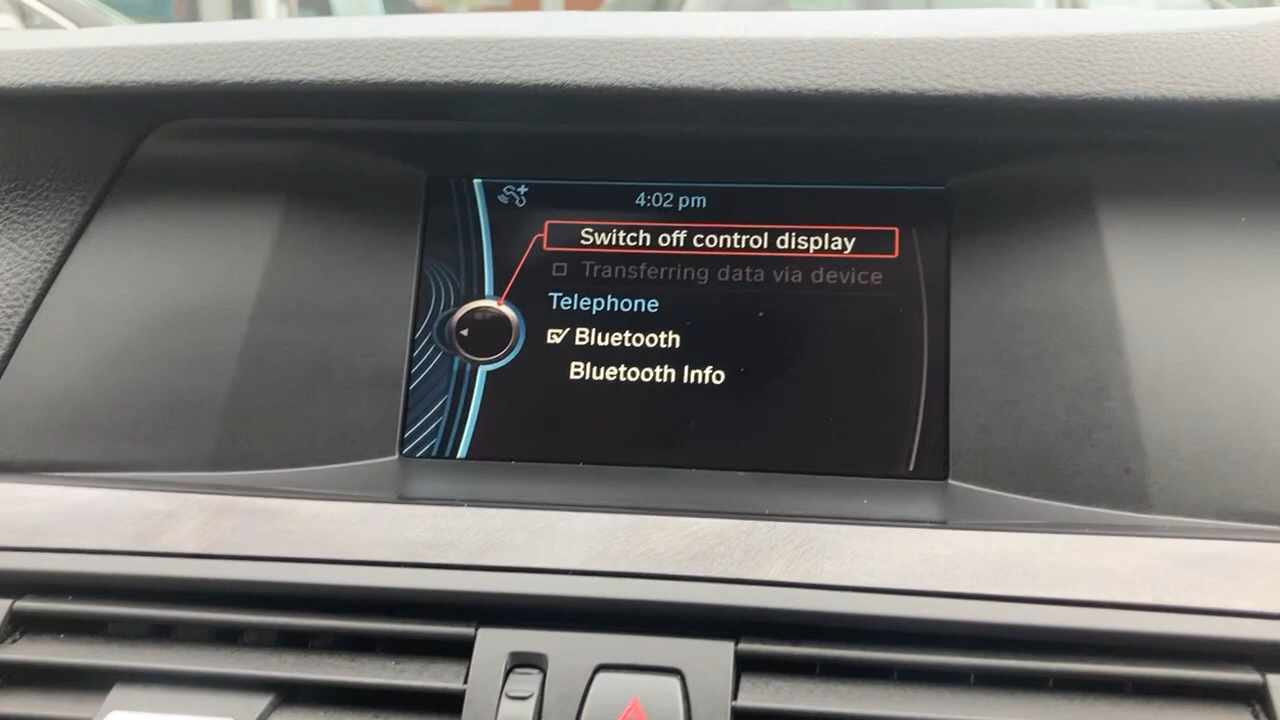 4:02 pm
Switch off control display
Transferring data via device
Telephone
Bluetooth
Bluetooth Info